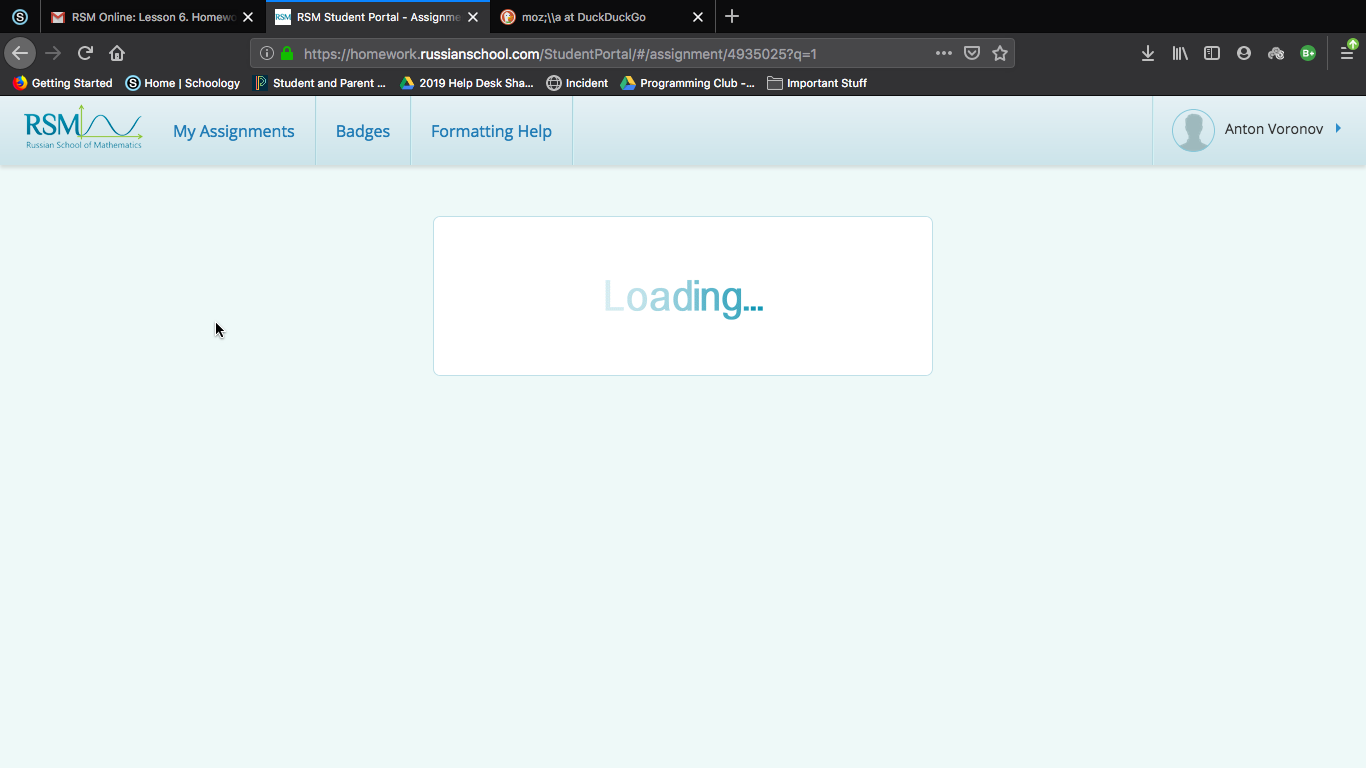 RSM Online: Lesson 6. Homewo
RSM Student Portal - Assignme
moz;\\a at DuckDuckGo
https://homework.russianschool.com/StudentPortal/#/assignment/4935025?q=1
Getting Started
Home | Schoology
Student and Parent ...
2019 Help Desk Sha...
Incident
Programming Club -...
Important Stuff
RSM
Russian School of Mathematics
My Assignments
Badges
Formatting Help
Anton Voronov
Loading...